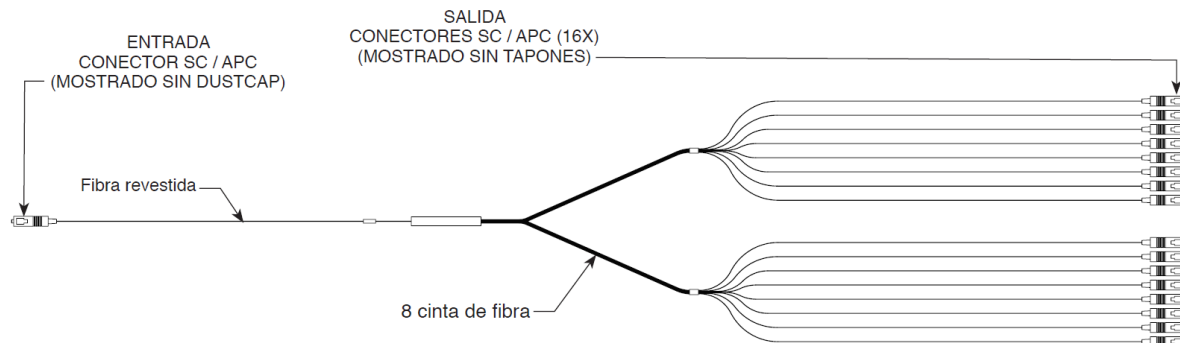 ENTRADA
CONECTOR SC / APC
(MOSTRADO SIN DUSTCAP)
SALIDA
CONECTORES SC / APC (16X)
(MOSTRADO SIN TAPONES)
Fibra revestida
8 cinta de fibra